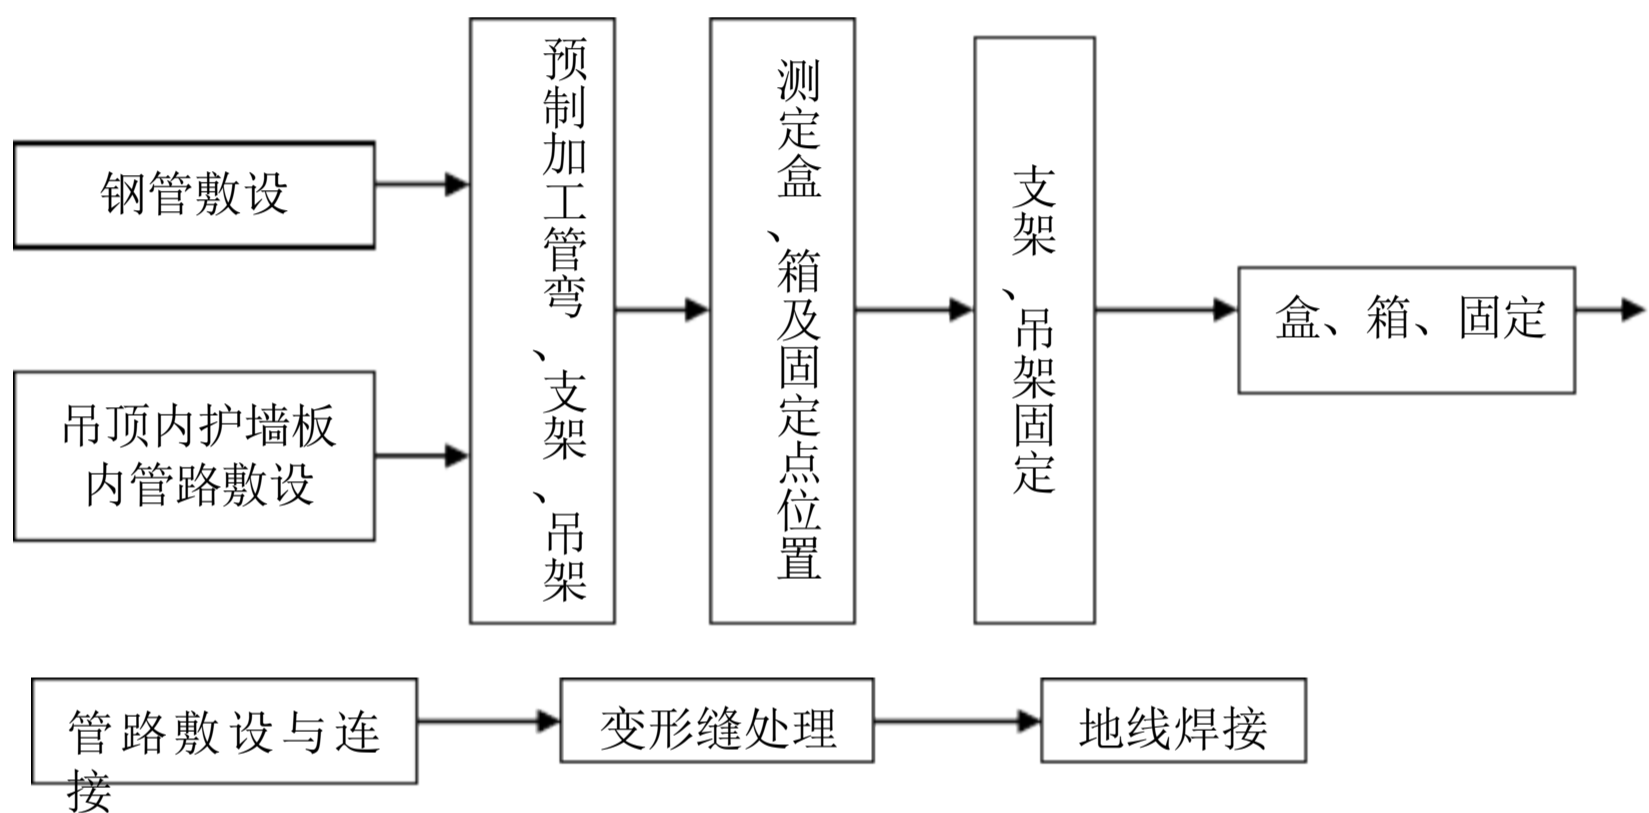 钢管敷设
吊顶内护墙板
内管路敷设
预制加工管弯、支架、吊架
测定盒、箱及固定点位置
支架、吊架固定
盒、箱、固定
管路敷设与连
接
变形缝处理
地线焊接